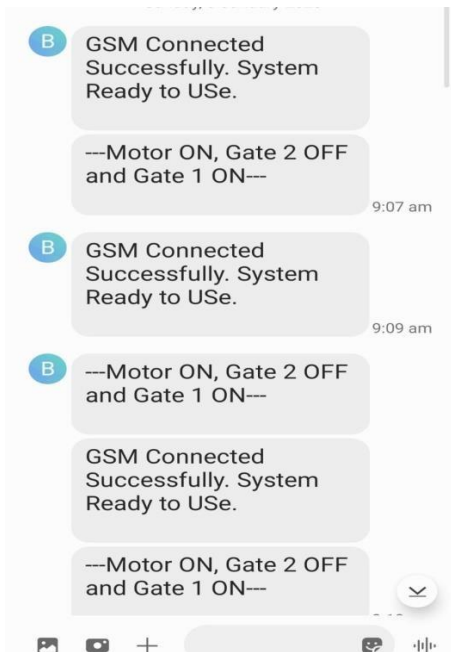 B
GSM Connected
Successfully. System
Ready to USe.
---Motor ON, Gate 2 OFF
and Gate 1 ON---
9:07 am
B
GSM Connected
Successfully. System
Ready to USe.
9:09 am
B
---Motor ON, Gate 2 OFF
and Gate 1 ON---
GSM Connected
Successfully. System
Ready to USe.
---Motor ON, Gate 2 OFF
and Gate 1 ON---